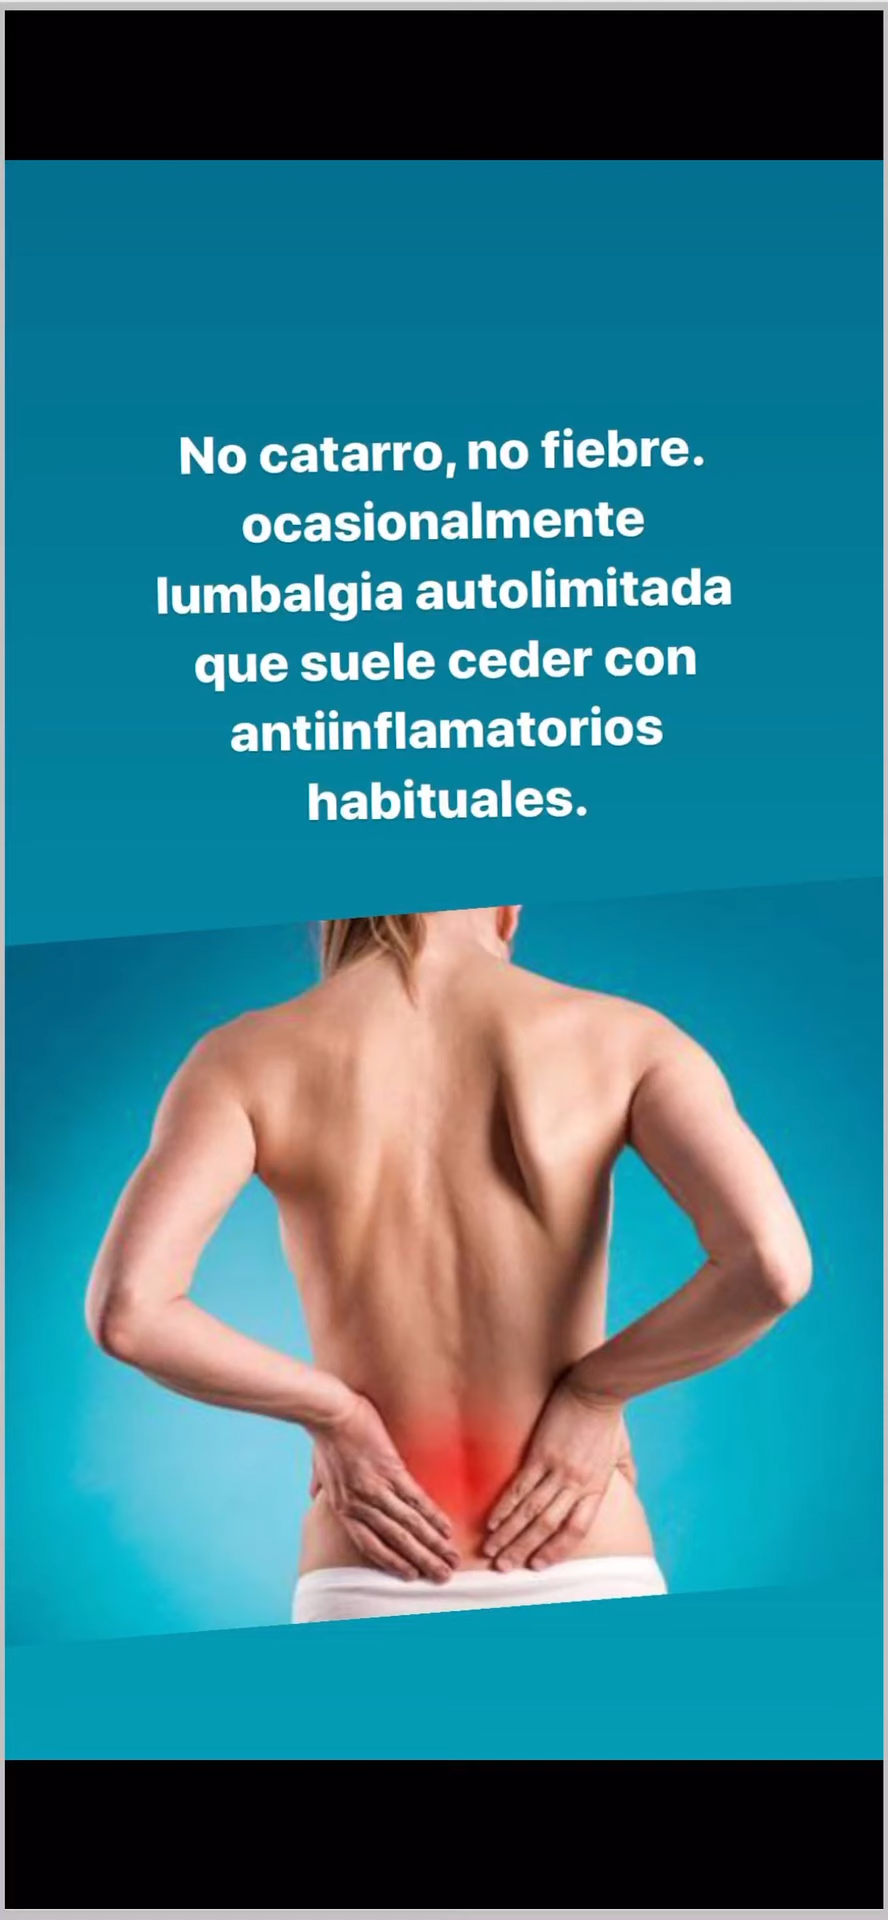 No catarro, no fiebre.
ocasionalmente
lumbalgia autolimitada
que suele ceder con
antiinflamatorios
habituales.